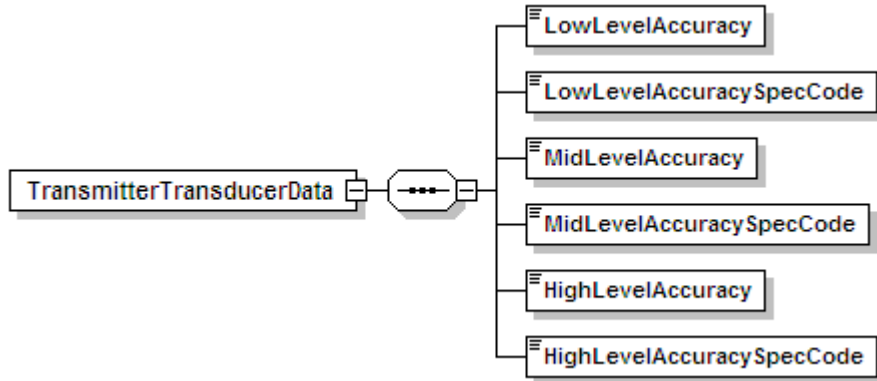 LowLevelAccuracy
LowLevelAccuracySpecCode
MidLevelAccuracy
TransmitterTransducerData
MidLevelAccuracySpecCode
HighLevelAccuracy
HighLevelAccuracySpecCode